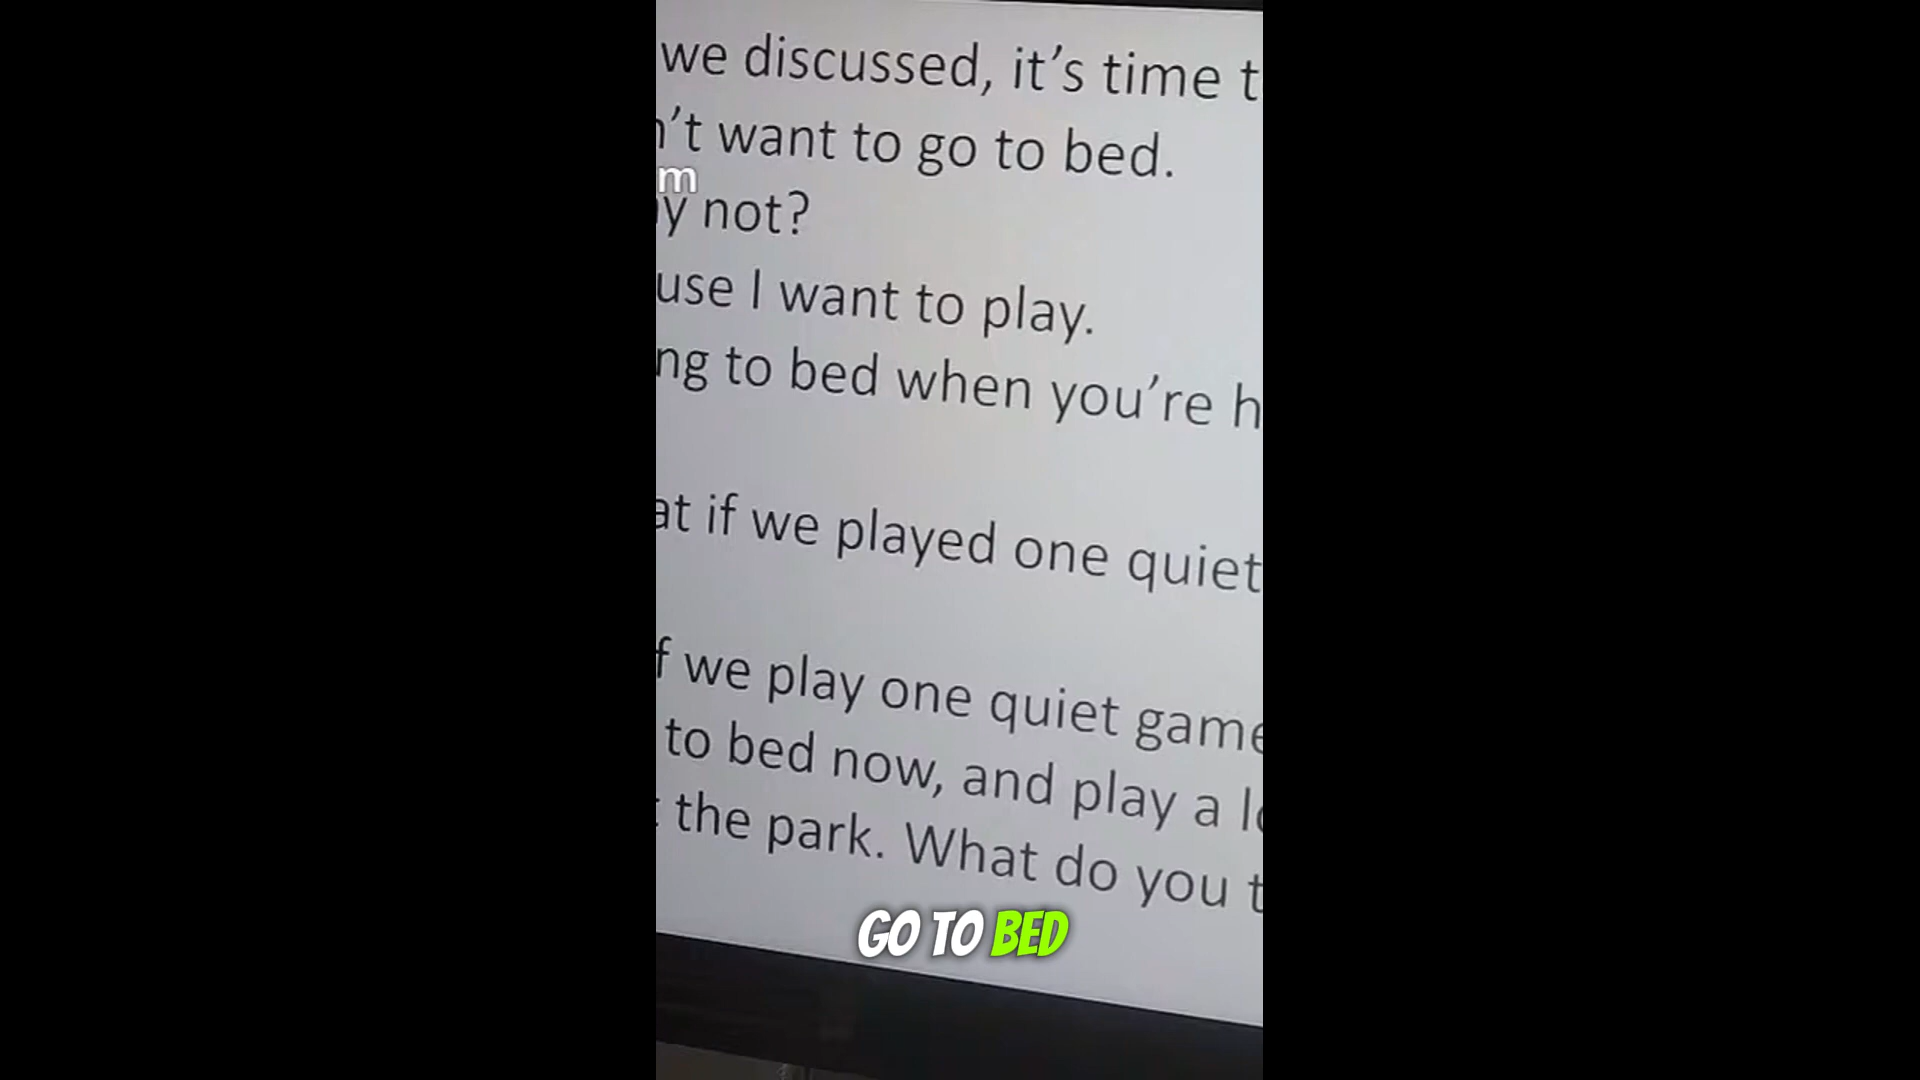 we discussed, it's time t
n't want to go to bed.
m
y not?
use I want to play.
ng to bed when you're h
at if we played one quiet
f we play one quiet game
to bed now, and play a lo
the park. What do you t
GO TO BED